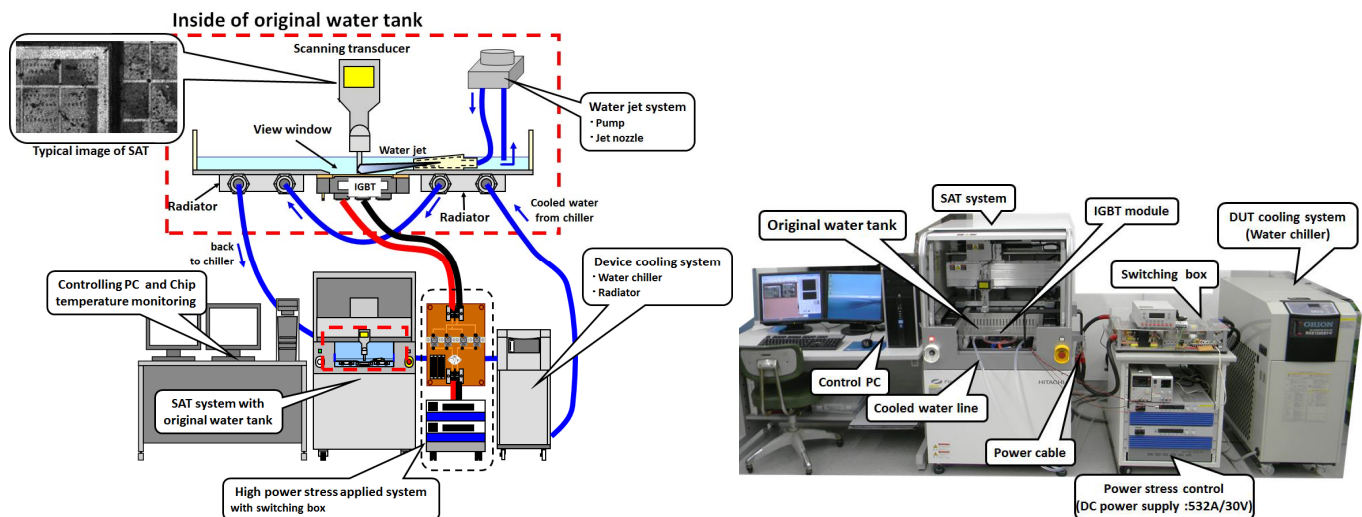 Inside of original water tank
Scanning transducer
Water jet system
・Pump
・Jet nozzle
View window
Water jet
Typical image of SAT
IGBT
Radiator
Radiator
Cooled water
from chiller
back
to chiller
Controlling PC and Chip
temperature monitoring
Device cooling system
・Water chiller
・Radiator
SAT system with
original water tank
High power stress applied system
with switching box
SAT system
IGBT module
Original water tank
DUT cooling system
(Water chiller)
Switching box
ORION
HITACHI
Control PC
Cooled water line
Power cable
Power stress control
(DC power supply :532A/30V)